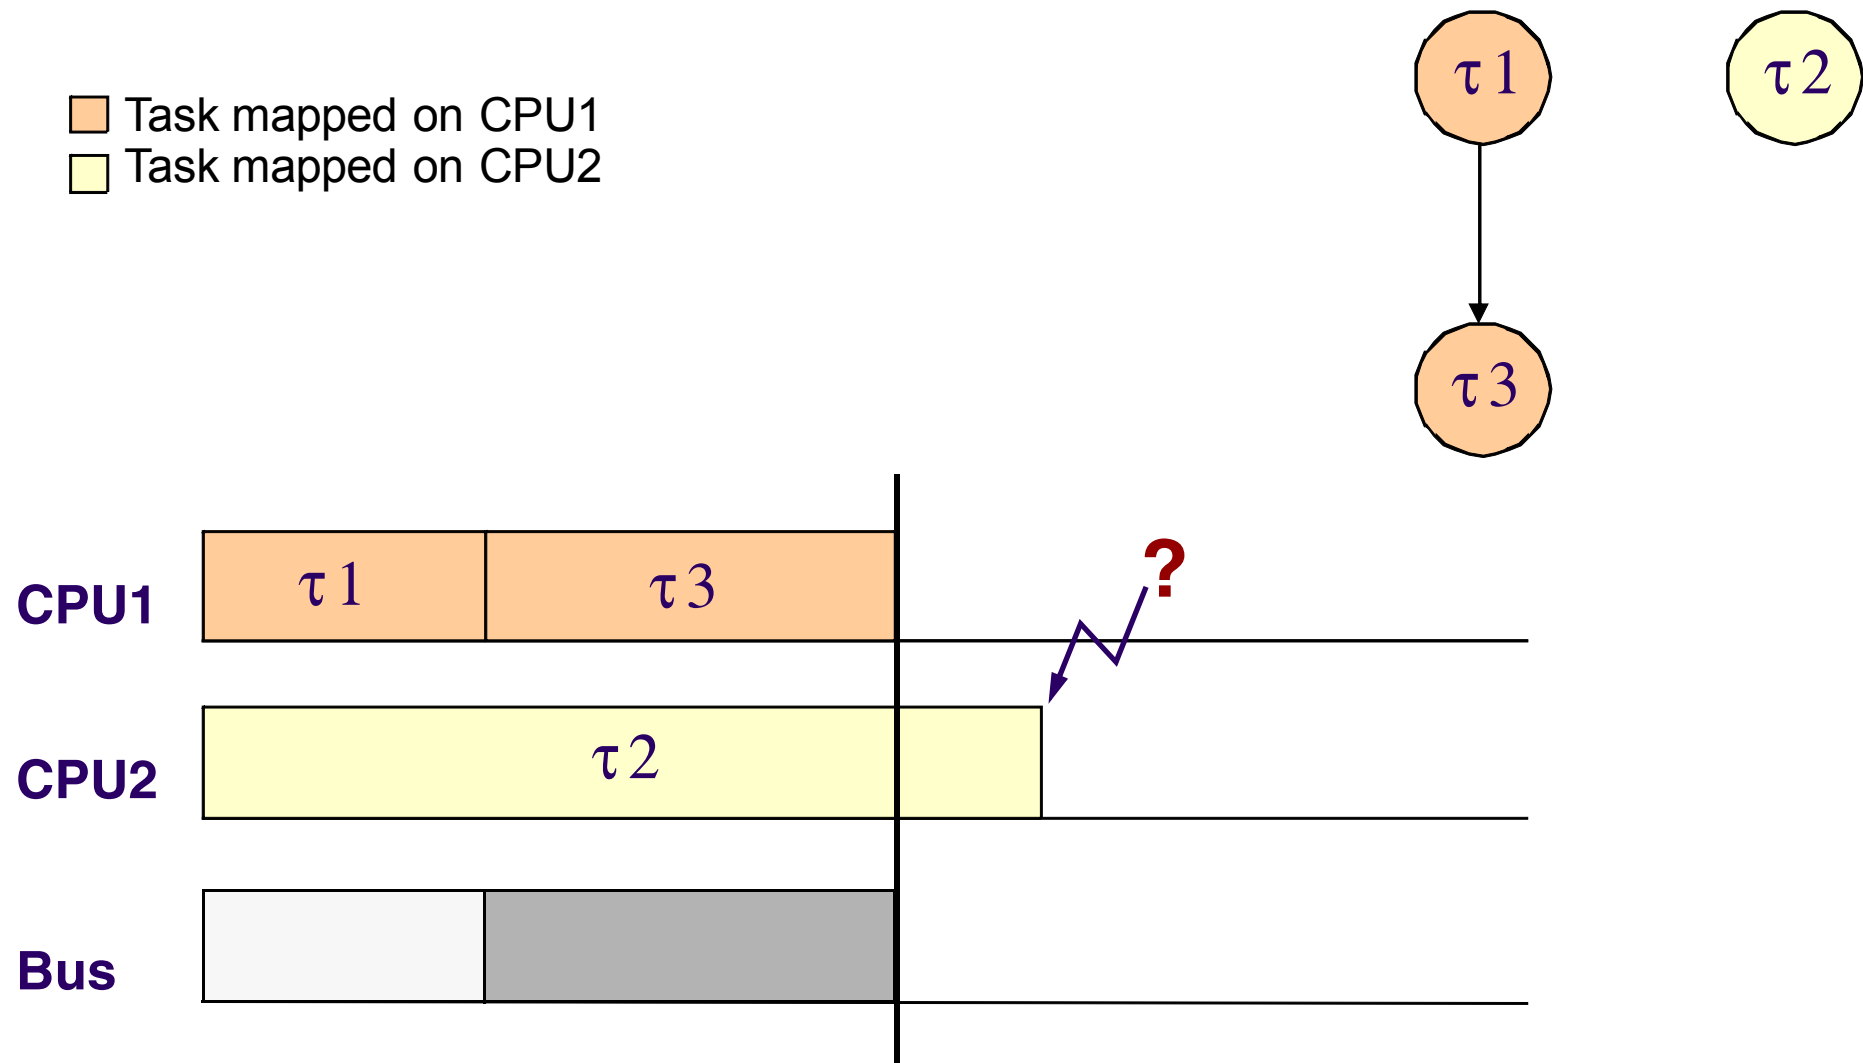 τ1
τ2
Task mapped on CPU1
Task mapped on CPU2
τ3
?
CPU1
τ1
τ3
CPU2
τ2
Bus